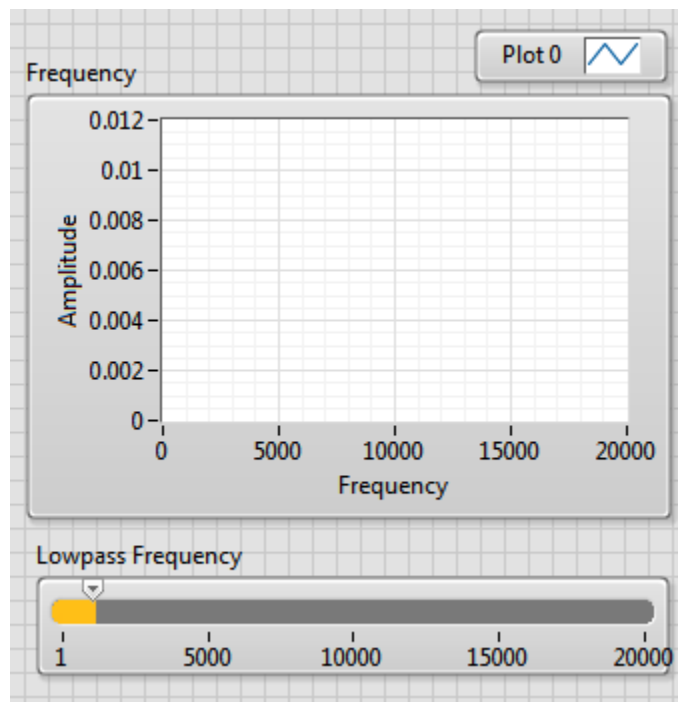 Plot 0
Frequency
0.012
0.01
0.008
0.006
0.004
0.002
0
Amplitude
0 5000 10000 15000 20000
Frequency
Lowpass Frequency
1 5000 10000 15000 20000